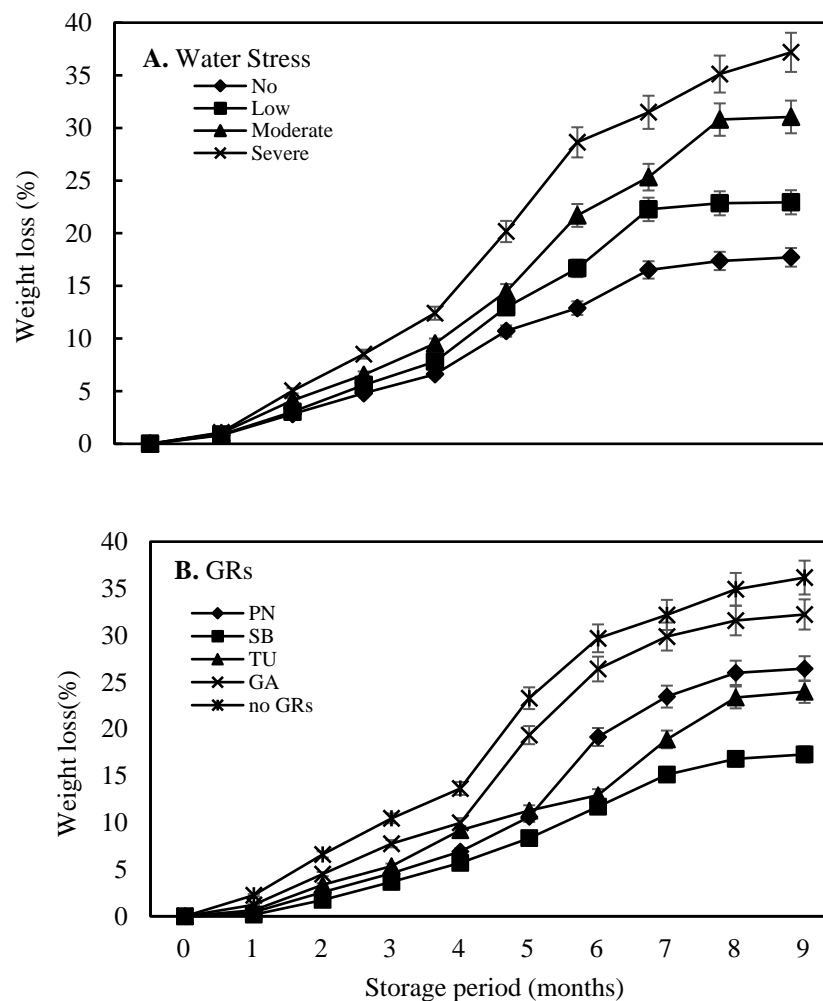 40
35
30
25
20
15
10
5
0
Weight loss (%)
A. Water Stress
No
Low
Moderate
Severe
40
35
30
25
20
15
10
5
0
Weight loss(%)
B. GRs
PN
SB
TU
GA
no GRs
0 1 2 3 4 5 6 7 8 9
Storage period (months)